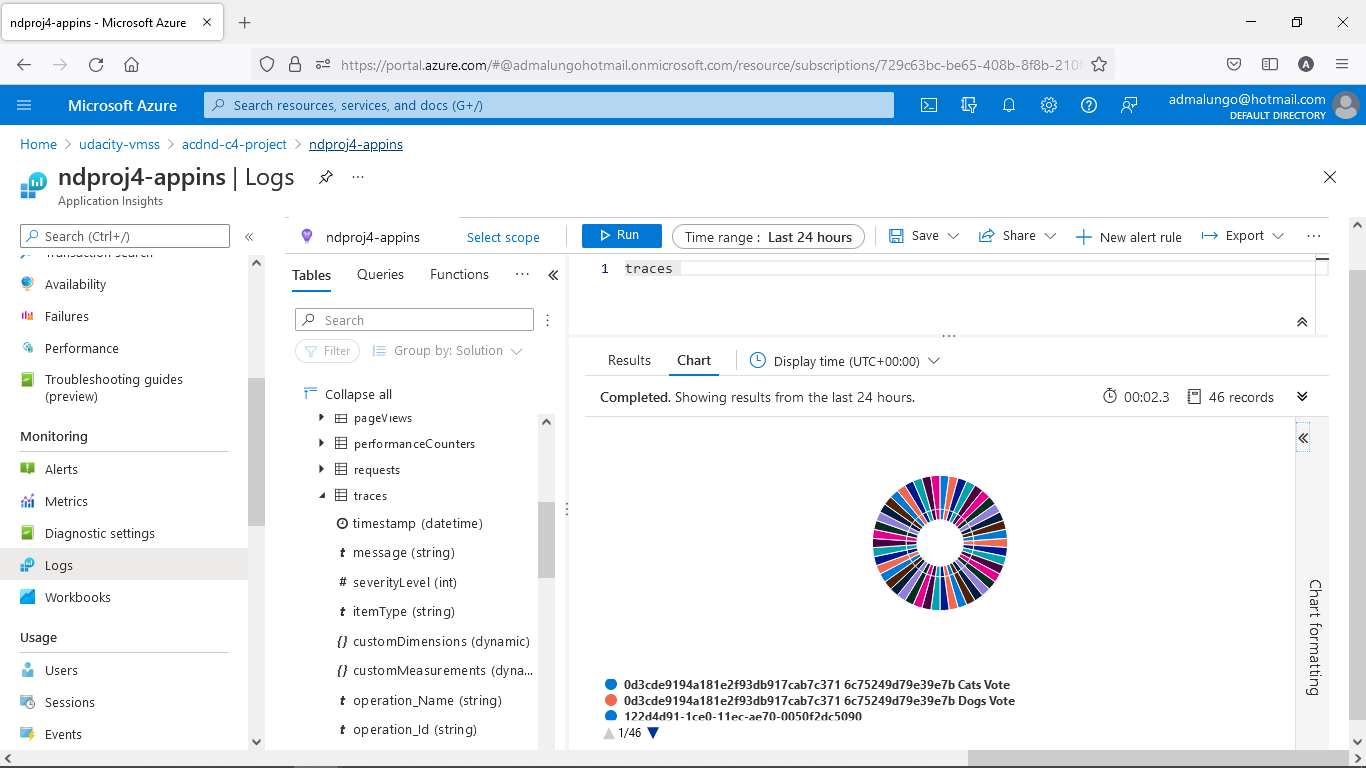 ndproj4-appins - Microsoft Azure
https://portal.azure.com/#@admalungohotmail.onmicrosoft.com/resource/subscriptions/729c63bc-be65-408b-8f8b-210f
A
Microsoft Azure
Search resources, services, and docs (G+/)
admalungo@hotmail.com
DEFAULT DIRECTORY
Home > udacity-vmss > acdnd-c4-project > ndproj4-appins
ndproj4-appins | Logs
Application Insights
Search (Ctrl+/)
Transaction search
Availability
Failures
Performance
Troubleshooting guides
(preview)
Monitoring
Alerts
Metrics
Diagnostic settings
Logs
Workbooks
Usage
Users
Sessions
Events
ndproj4-appins
Select scope
Run
Time range : Last 24 hours
Save
Share
New alert rule
Export
Tables
Queries
Functions
Search
Filter
Group by: Solution
Collapse all
pageViews
performanceCounters
requests
traces
timestamp (datetime)
t message (string)
# severityLevel (int)
t itemType (string)
{} customDimensions (dynamic)
{} customMeasurements (dyna...
t operation_Name (string)
t operation_Id (string)
1 traces
Results
Chart
Display time (UTC+00:00)
Completed. Showing results from the last 24 hours.
00:02.3
46 records
Chart formatting
0d3cde9194a181e2f93db917cab7c371 6c75249d79e39e7b Cats Vote
0d3cde9194a181e2f93db917cab7c371 6c75249d79e39e7b Dogs Vote
122d4d91-1ce0-11ec-ae70-0050f2dc5090
1/46